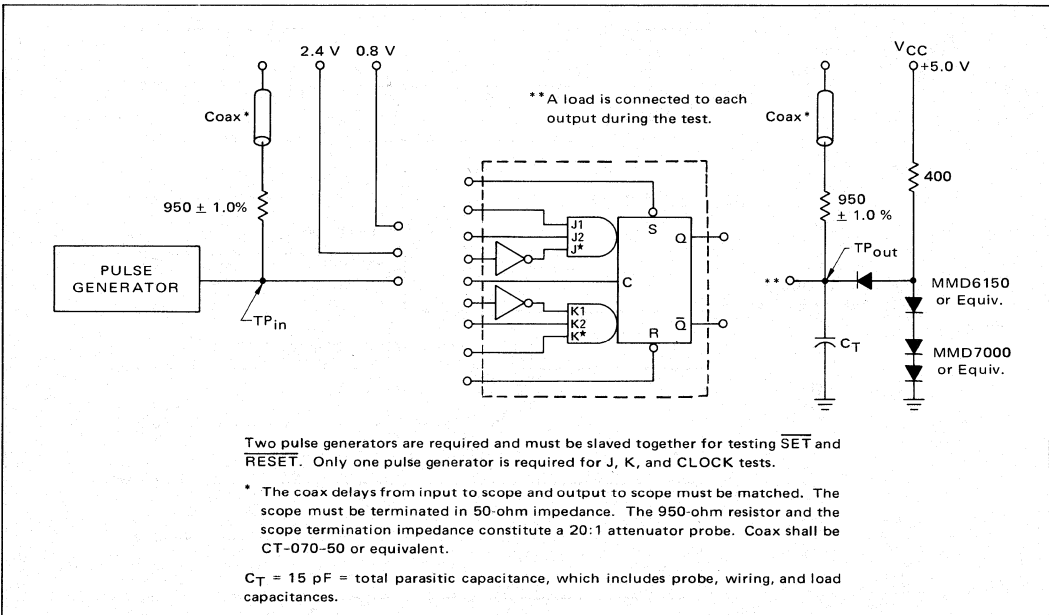 2.4 V 0.8 V
VCC
+5.0 V
Coax*
**A load is connected to each
output during the test.
Coax*
950 ± 1.0%
400
950
± 1.0 %
PULSE
GENERATOR
TPin
J1
J2
J*
S
Q
C
K1
K2
K*
R
Q̅
TPout
**
MMD6150
or Equiv.
CT
MMD7000
or Equiv.
Two pulse generators are required and must be slaved together for testing S̅E̅T̅ and
R̅E̅S̅E̅T̅. Only one pulse generator is required for J, K, and CLOCK tests.
* The coax delays from input to scope and output to scope must be matched. The
scope must be terminated in 50-ohm impedance. The 950-ohm resistor and the
scope termination impedance constitute a 20:1 attenuator probe. Coax shall be
CT-070-50 or equivalent.
CT = 15 pF = total parasitic capacitance, which includes probe, wiring, and load
capacitances.